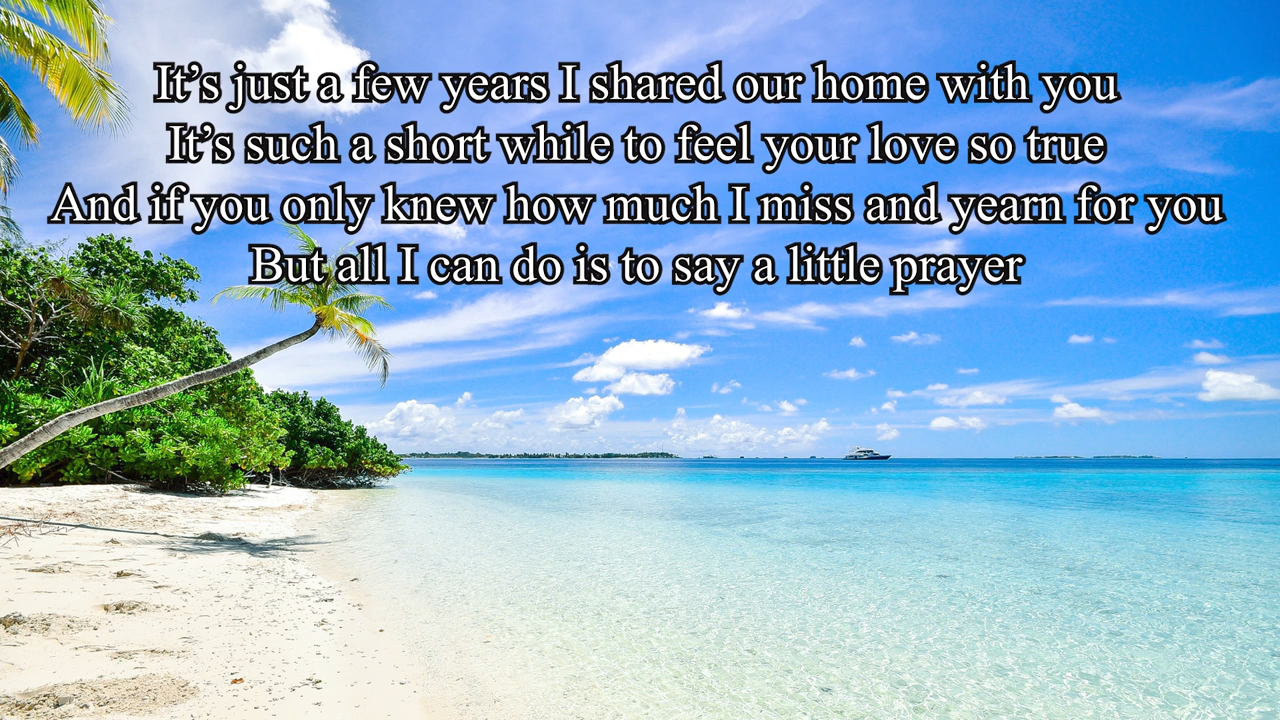 It’s just a few years I shared our home with you
It’s such a short while to feel your love so true
And if you only knew how much I miss and yearn for you
But all I can do is to say a little prayer